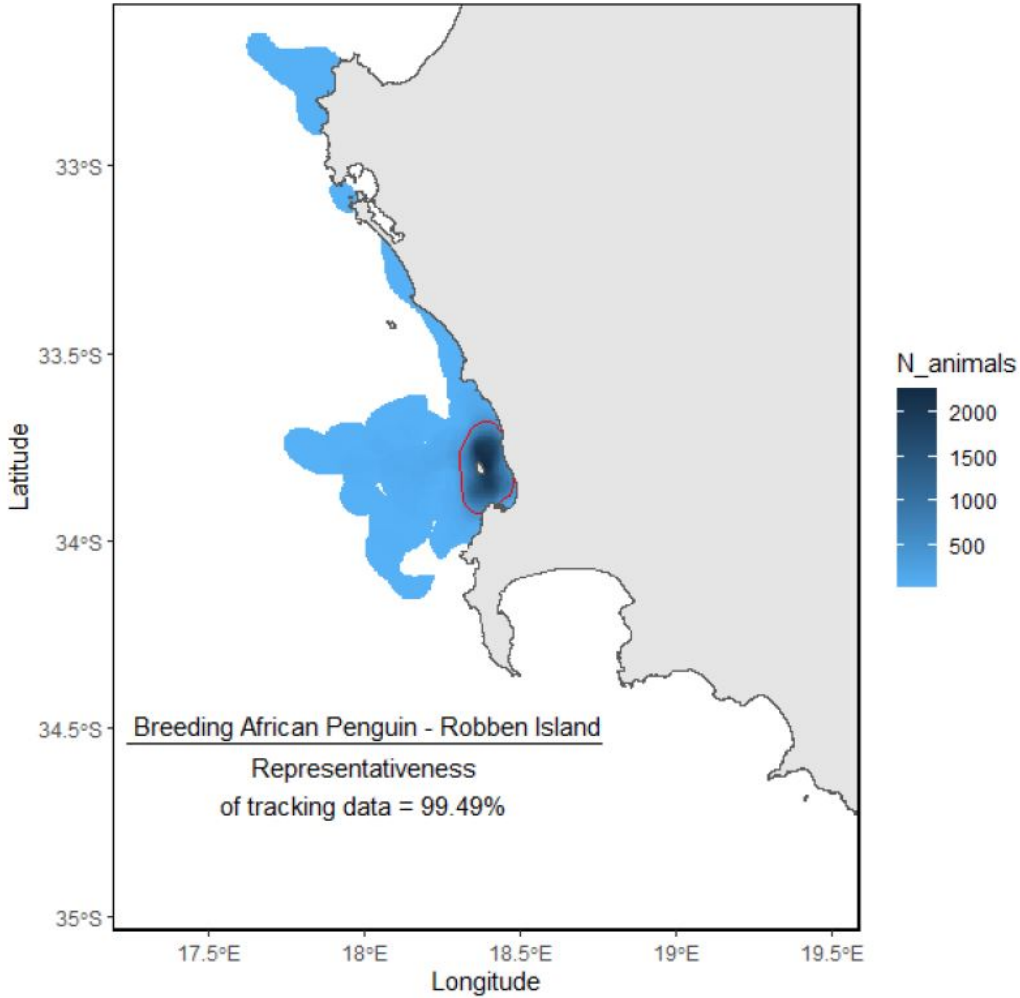 33°S
33.5°S
34°S
34.5°S
35°S
Latitude
17.5°E
18°E
18.5°E
19°E
19.5°E
Longitude
Breeding African Penguin - Robben Island
Representativeness
of tracking data = 99.49%
N_animals
2000
1500
1000
500